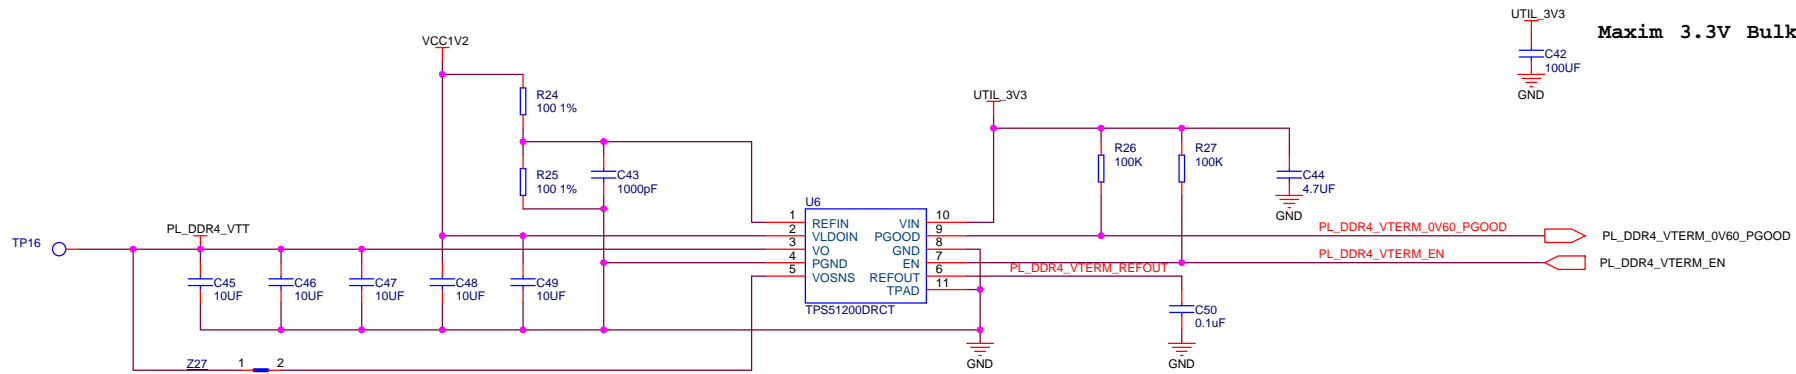 UTIL_3V3
Maxim 3.3V Bulk
C42
100UF
GND
VCC1V2
R24
100 1%
UTIL_3V3
R25
100 1%
C43
1000pF
R26
100K
R27
100K
C44
4.7UF
GND
U6
1 REFIN VIN 10
2 VLDOIN PGOOD 9
3 VO GND 8
4 PGND EN 7
5 VOSNS REFOUT 6
TPAD 11
TPS51200DRCT
TP16
PL_DDR4_VTT
PL_DDR4_VTERM_0V60_PGOOD
PL_DDR4_VTERM_0V60_PGOOD
PL_DDR4_VTERM_EN
PL_DDR4_VTERM_EN
PL_DDR4_VTERM_REFOUT
C45
10UF
C46
10UF
C47
10UF
C48
10UF
C49
10UF
C50
0.1uF
GND
GND
Z27 1 2